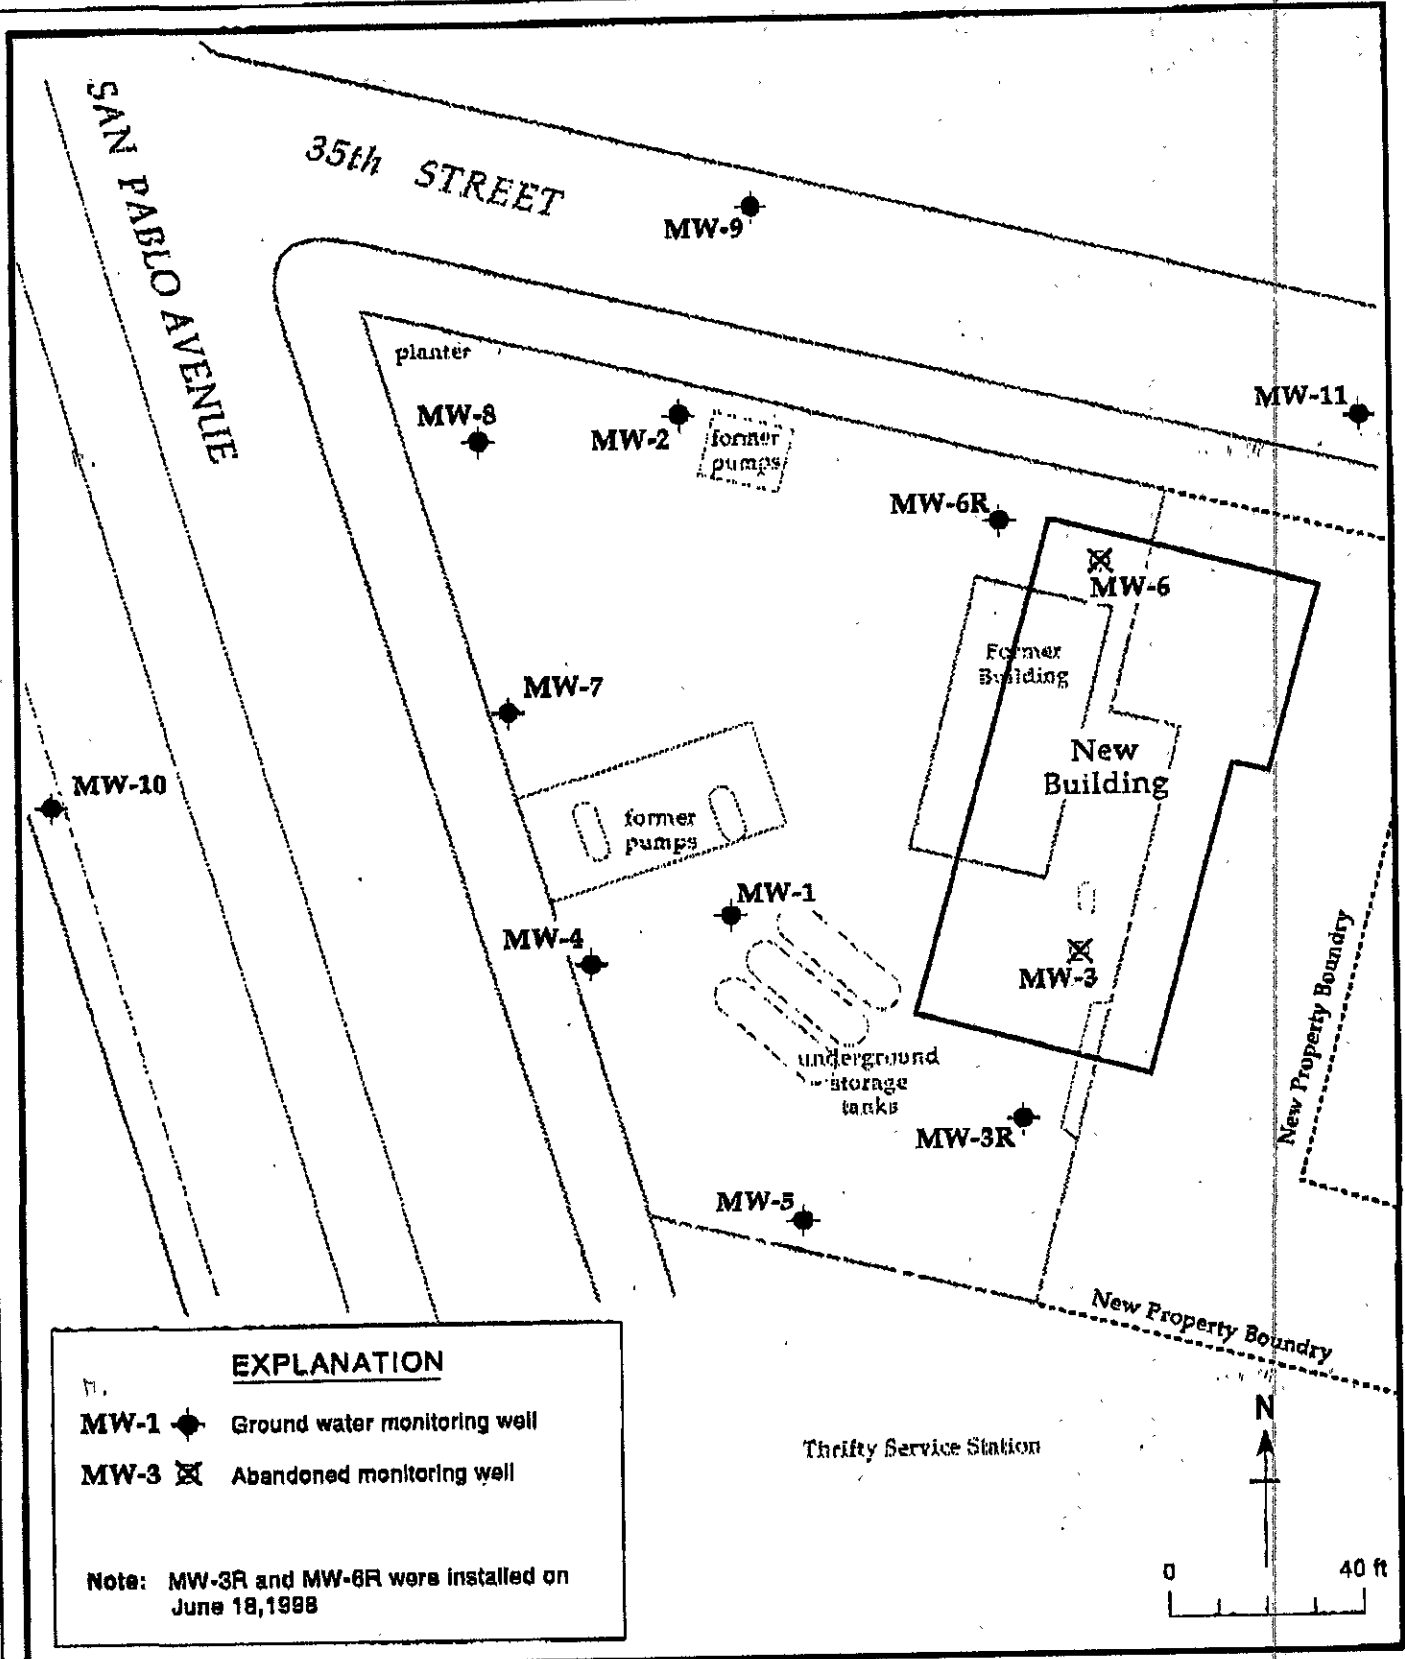 SAN PABLO AVENUE
35th STREET
MW-9
planter
MW-8
MW-2
former
pumps
MW-11
MW-6R
MW-6
Former
Building
MW-7
New
Building
MW-10
former
pumps
MW-1
MW-4
MW-3
New Property Boundry
underground
storage
tanks
MW-3R
MW-5
New Property Boundry
EXPLANATION
MW-1 Ground water monitoring well
MW-3 Abandoned monitoring well
Note: MW-3R and MW-6R were installed on
June 18,1998
Thrifty Service Station
N
0 40 ft